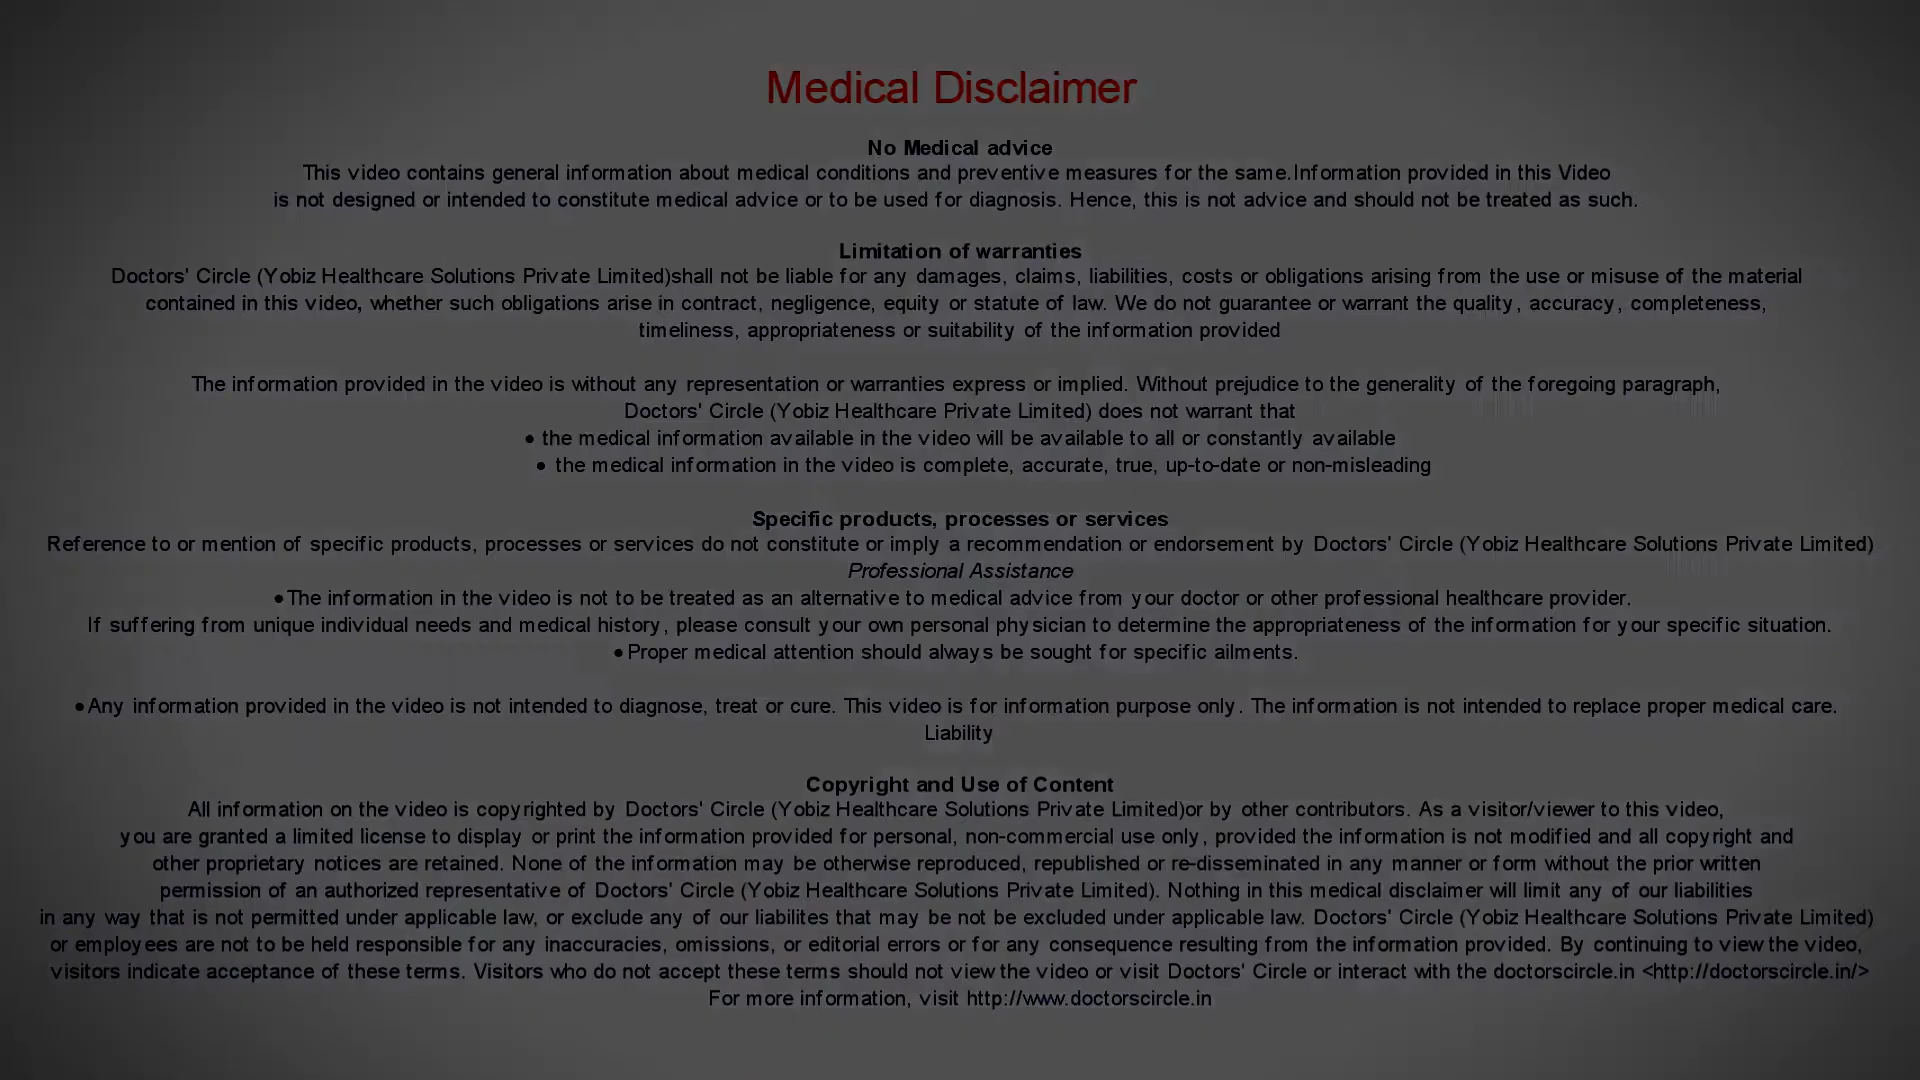 Medical Disclaimer
No Medical advice
This video contains general information about medical conditions and preventive measures for the same.Information provided in this Video
is not designed or intended to constitute medical advice or to be used for diagnosis. Hence, this is not advice and should not be treated as such.
Limitation of warranties
Doctors' Circle (Yobiz Healthcare Solutions Private Limited)shall not be liable for any damages, claims, liabilities, costs or obligations arising from the use or misuse of the material
contained in this video, whether such obligations arise in contract, negligence, equity or statute of law. We do not guarantee or warrant the quality, accuracy, completeness,
timeliness, appropriateness or suitability of the information provided
The information provided in the video is without any representation or warranties express or implied. Without prejudice to the generality of the foregoing paragraph,
Doctors' Circle (Yobiz Healthcare Private Limited) does not warrant that
• the medical information available in the video will be available to all or constantly available
• the medical information in the video is complete, accurate, true, up-to-date or non-misleading
Specific products, processes or services
Reference to or mention of specific products, processes or services do not constitute or imply a recommendation or endorsement by Doctors' Circle (Yobiz Healthcare Solutions Private Limited)
Professional Assistance
•The information in the video is not to be treated as an alternative to medical advice from your doctor or other professional healthcare provider.
If suffering from unique individual needs and medical history, please consult your own personal physician to determine the appropriateness of the information for your specific situation.
•Proper medical attention should always be sought for specific ailments.
•Any information provided in the video is not intended to diagnose, treat or cure. This video is for information purpose only. The information is not intended to replace proper medical care.
Liability
Copyright and Use of Content
All information on the video is copyrighted by Doctors' Circle (Yobiz Healthcare Solutions Private Limited)or by other contributors. As a visitor/viewer to this video,
you are granted a limited license to display or print the information provided for personal, non-commercial use only, provided the information is not modified and all copyright and
other proprietary notices are retained. None of the information may be otherwise reproduced, republished or re-disseminated in any manner or form without the prior written
permission of an authorized representative of Doctors' Circle (Yobiz Healthcare Solutions Private Limited). Nothing in this medical disclaimer will limit any of our liabilities
in any way that is not permitted under applicable law, or exclude any of our liabilites that may be not be excluded under applicable law. Doctors' Circle (Yobiz Healthcare Solutions Private Limited)
or employees are not to be held responsible for any inaccuracies, omissions, or editorial errors or for any consequence resulting from the information provided. By continuing to view the video,
visitors indicate acceptance of these terms. Visitors who do not accept these terms should not view the video or visit Doctors' Circle or interact with the doctorscircle.in <http://doctorscircle.in/>
For more information, visit http://www.doctorscircle.in